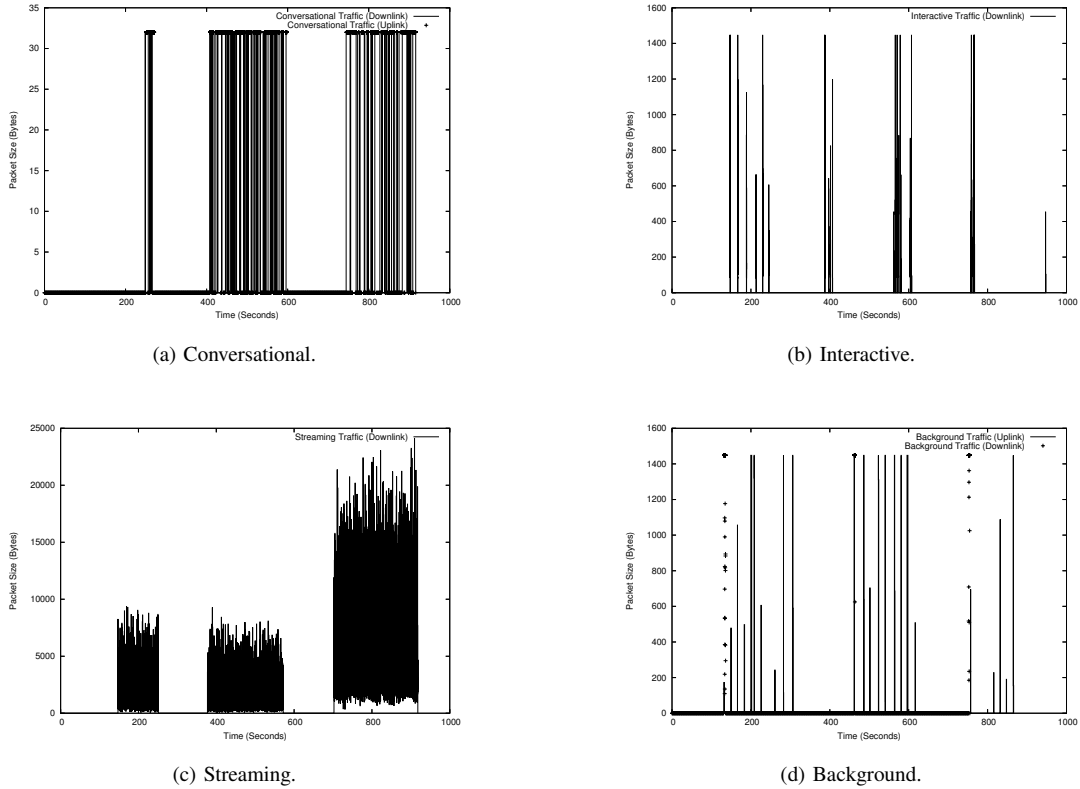 Conversational Traffic (Downlink)
Conversational Traffic (Uplink)
35
30
25
20
15
10
5
0
Packet Size (Bytes)
200 400 600 800 1000
Time (Seconds)
(a) Conversational.
Interactive Traffic (Downlink)
1600
1400
1200
1000
800
600
400
200
0
Packet Size (Bytes)
0 200 400 600 800 1000
Time (Seconds)
(b) Interactive.
Streaming Traffic (Downlink)
25000
20000
15000
10000
5000
0
Packet Size (Bytes)
0 200 400 600 800 1000
Time (Seconds)
(c) Streaming.
Background Traffic (Uplink)
Background Traffic (Downlink)
1600
1400
1200
1000
800
600
400
200
0
Packet Size (Bytes)
0 200 400 600 800 1000
Time (Seconds)
(d) Background.